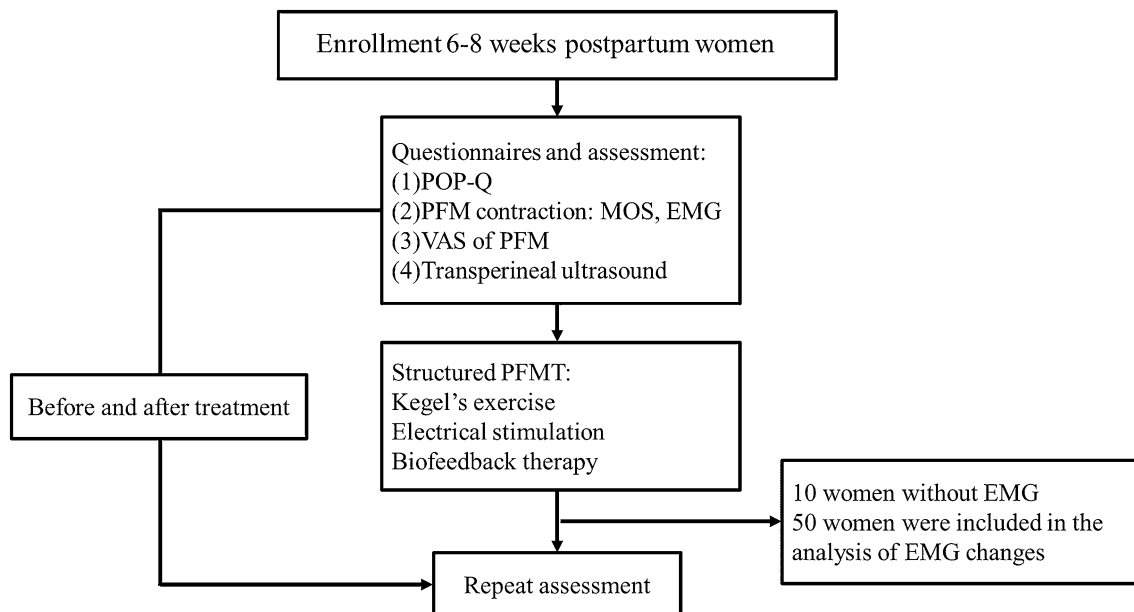 Enrollment 6-8 weeks postpartum women
Questionnaires and assessment:
(1)POP-Q
(2)PFM contraction: MOS, EMG
(3)VAS of PFM
(4)Transperineal ultrasound
Before and after treatment
Structured PFMT:
Kegel’s exercise
Electrical stimulation
Biofeedback therapy
10 women without EMG
50 women were included in the
analysis of EMG changes
Repeat assessment